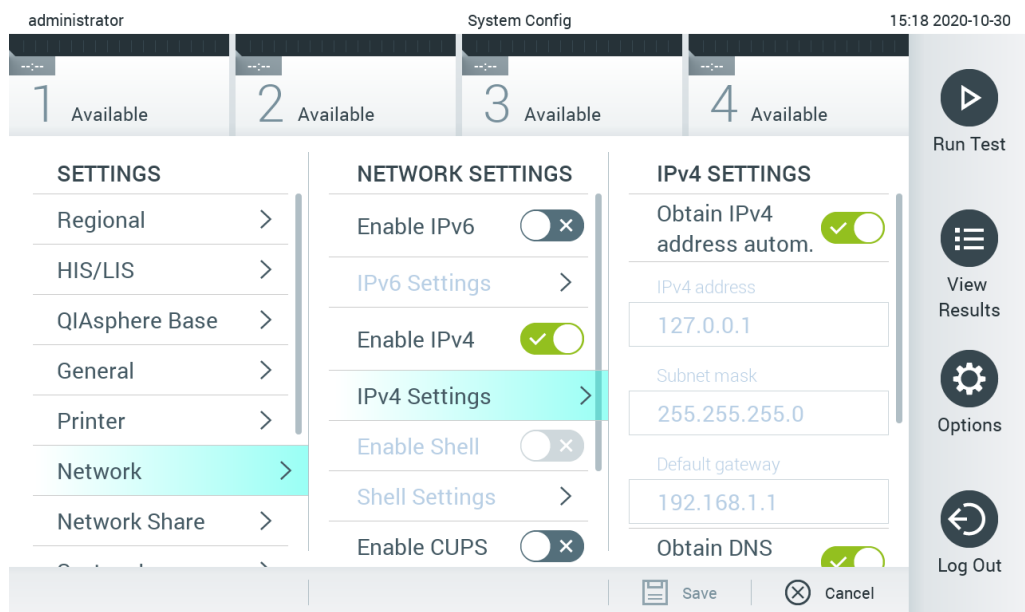 administrator
System Config
15:18 2020-10-30
--:--
--:--
--:--
--:--
1 Available
2 Available
3 Available
4 Available
SETTINGS
Regional
HIS/LIS
QIAsphere Base
General
Printer
Network
Network Share
NETWORK SETTINGS
Enable IPv6
IPv6 Settings
Enable IPv4
IPv4 Settings
Enable Shell
Shell Settings
Enable CUPS
IPv4 SETTINGS
Obtain IPv4
address autom.
IPv4 address
127.0.0.1
Subnet mask
255.255.255.0
Default gateway
192.168.1.1
Obtain DNS
Save
Cancel
Run Test
View
Results
Options
Log Out